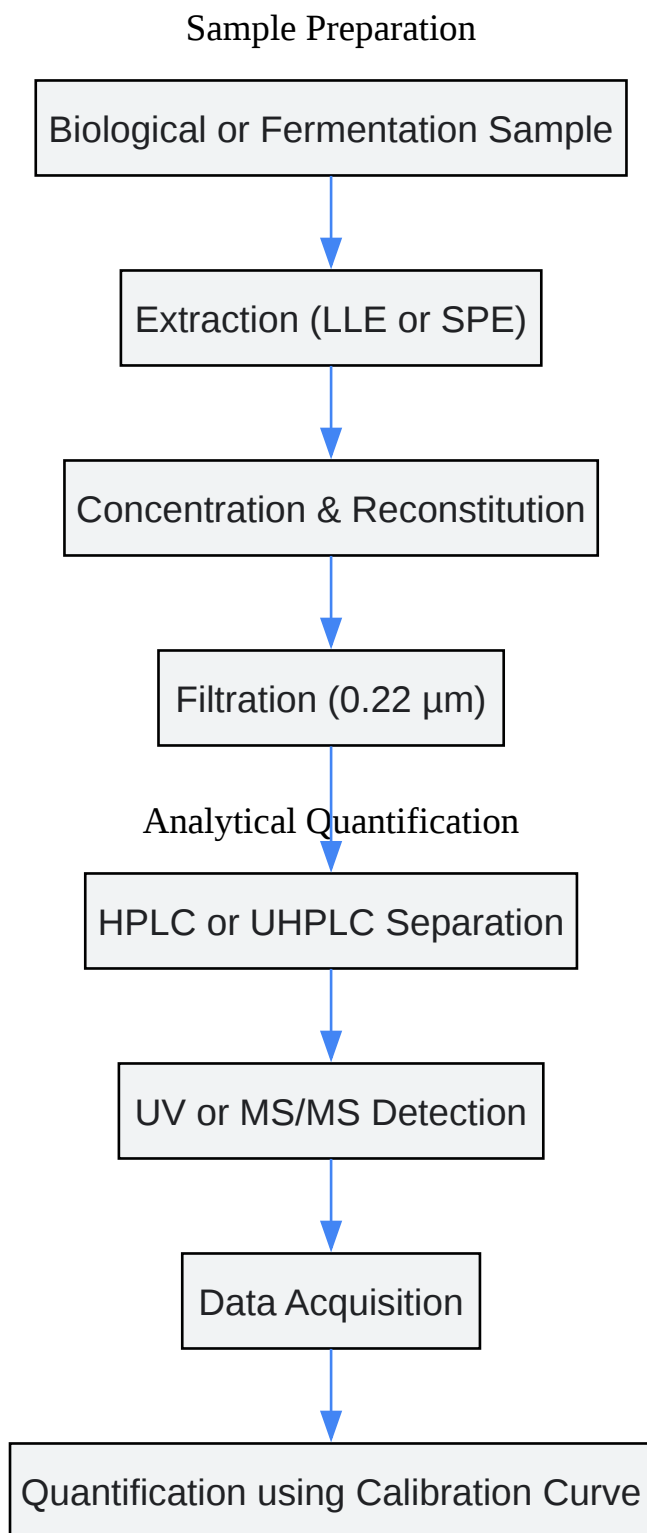 Sample Preparation
Biological or Fermentation Sample
Extraction (LLE or SPE)
Concentration & Reconstitution
Filtration (0.22 µm)
Analytical Quantification
HPLC or UHPLC Separation
UV or MS/MS Detection
Data Acquisition
Quantification using Calibration Curve